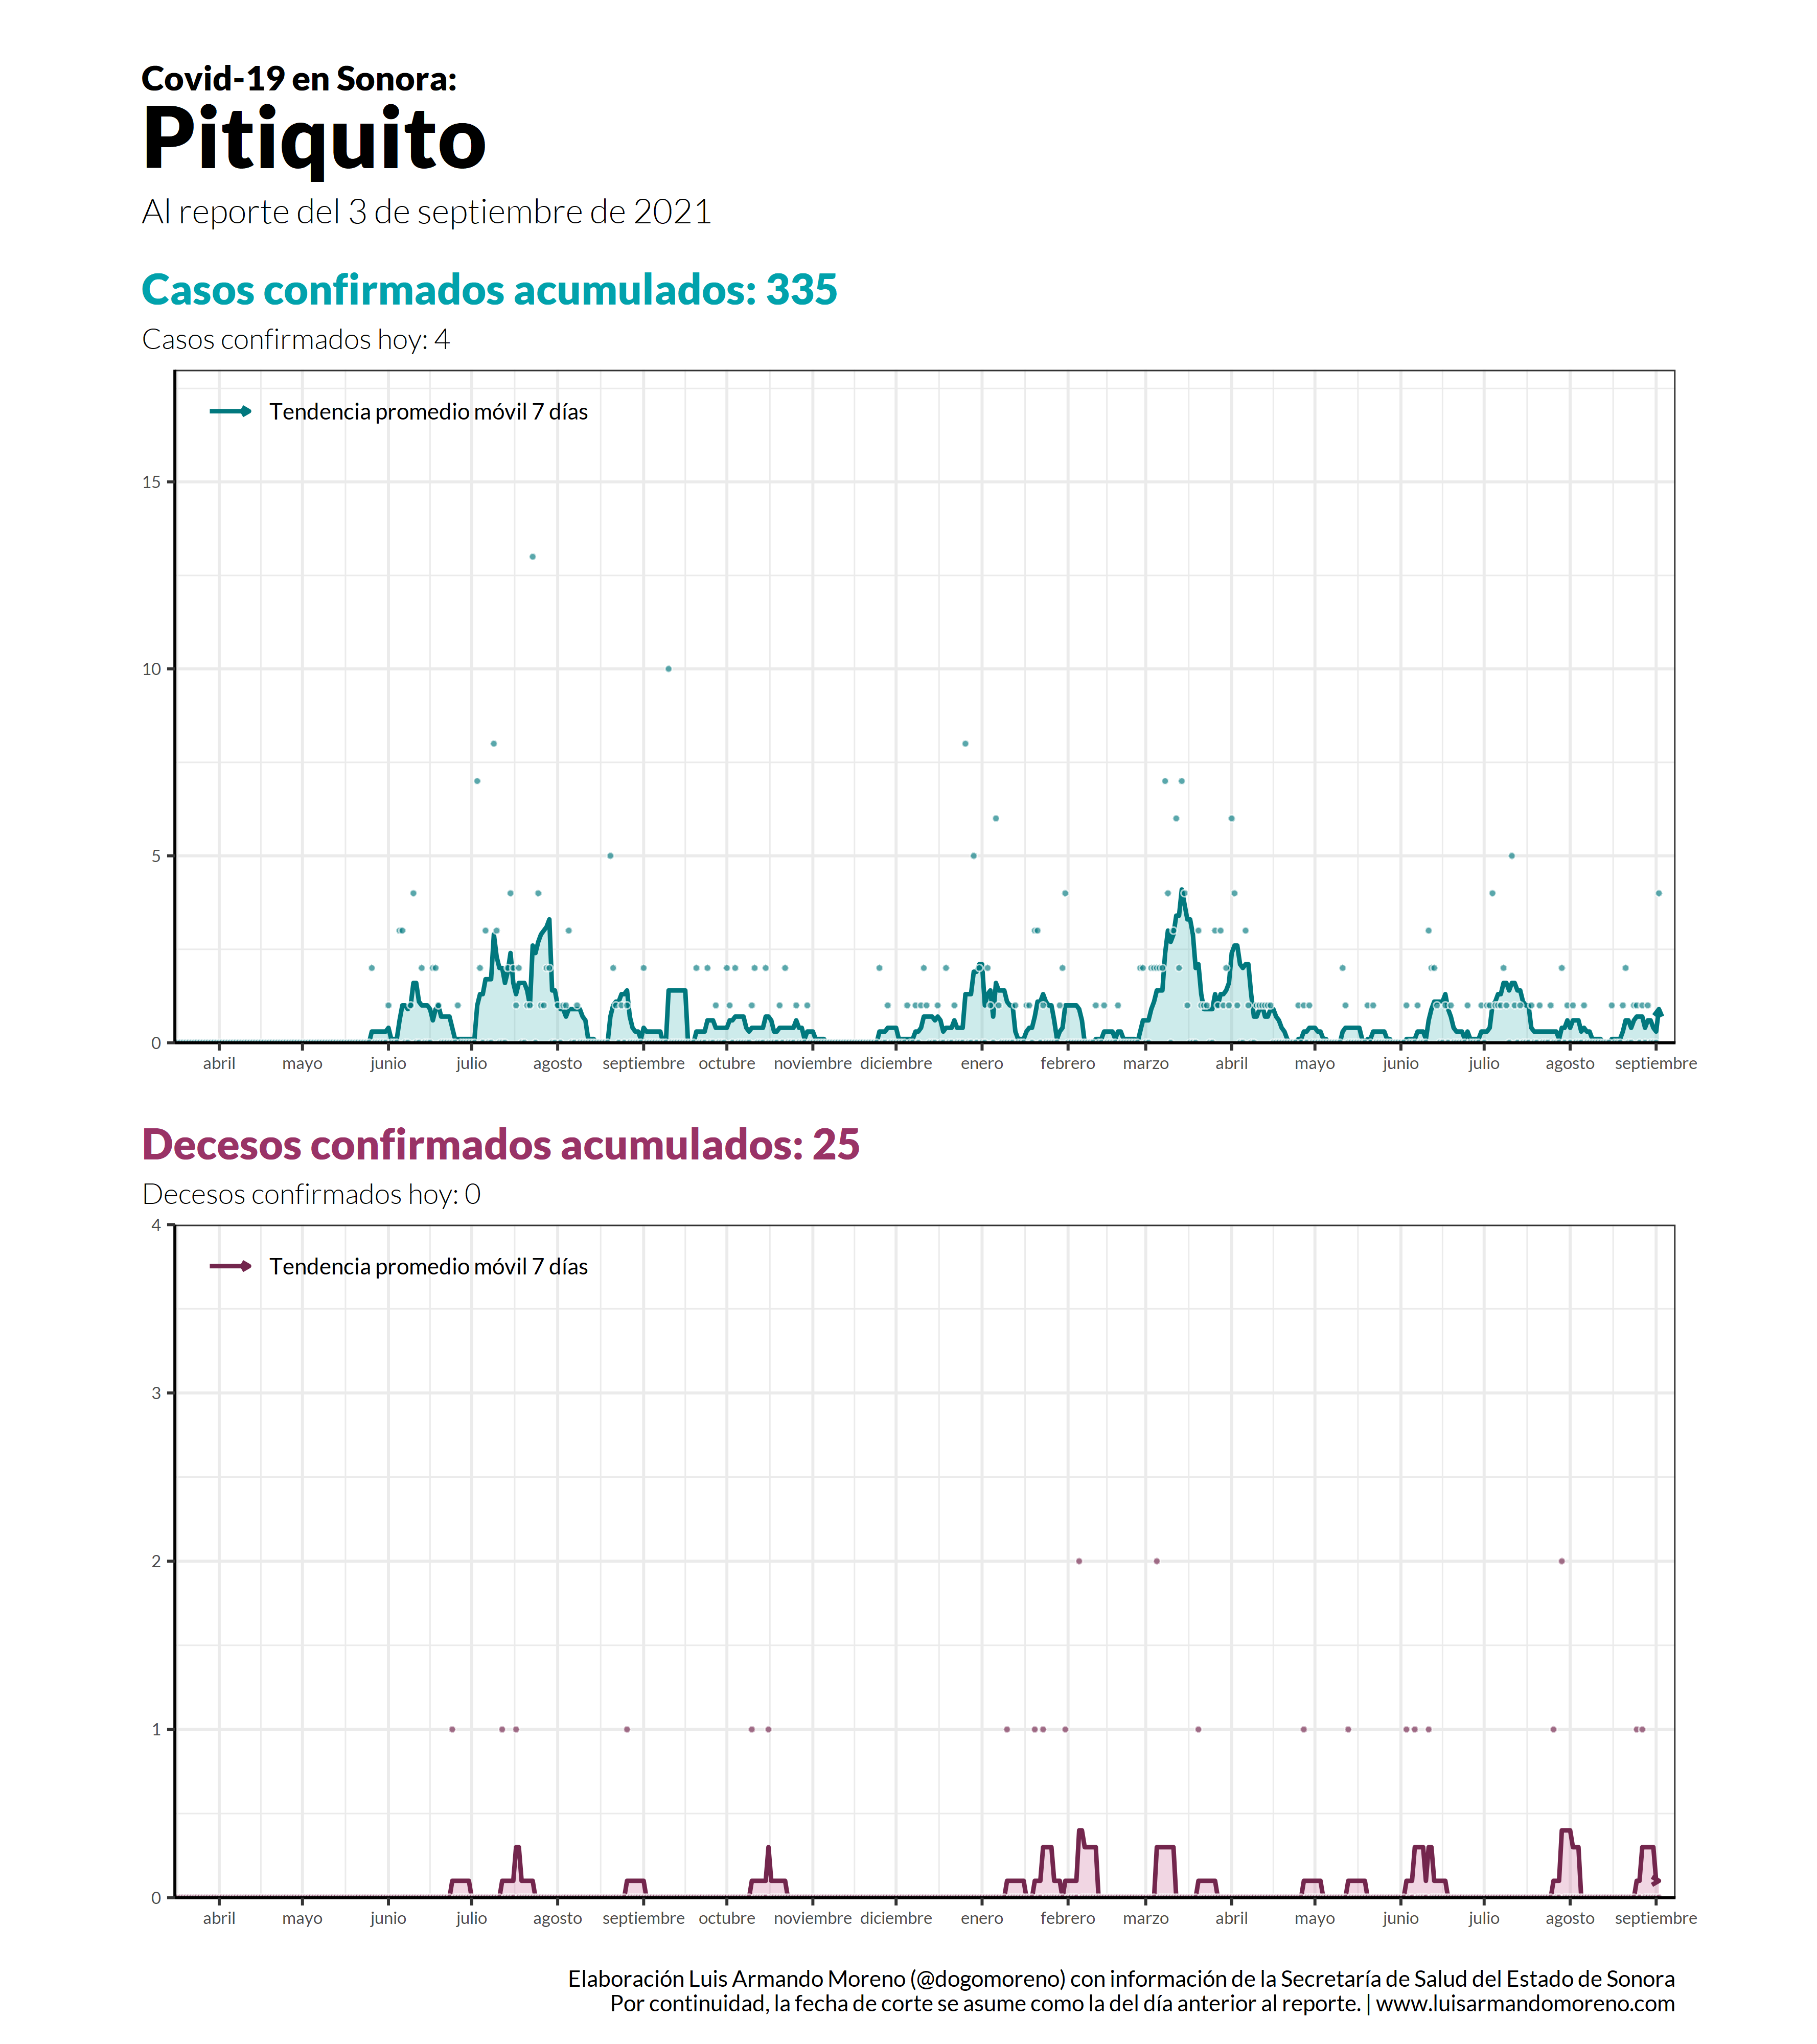 Covid-19 en Sonora:
Pitiquito
Al reporte del 3 de septiembre de 2021
Casos confirmados acumulados: 335
Casos confirmados hoy: 4
Tendencia promedio móvil 7 días
15
10
5
0
abril mayo junio julio agosto septiembre octubre noviembre diciembre enero febrero marzo abril mayo junio julio agosto septiembre
Decesos confirmados acumulados: 25
Decesos confirmados hoy: 0
4
Tendencia promedio móvil 7 días
3
2
1
0
abril mayo junio julio agosto septiembre octubre noviembre diciembre enero febrero marzo abril mayo junio julio agosto septiembre
Elaboración Luis Armando Moreno (@dogomoreno) con información de la Secretaría de Salud del Estado de Sonora
Por continuidad, la fecha de corte se asume como la del día anterior al reporte. | www.luisarmandomoreno.com